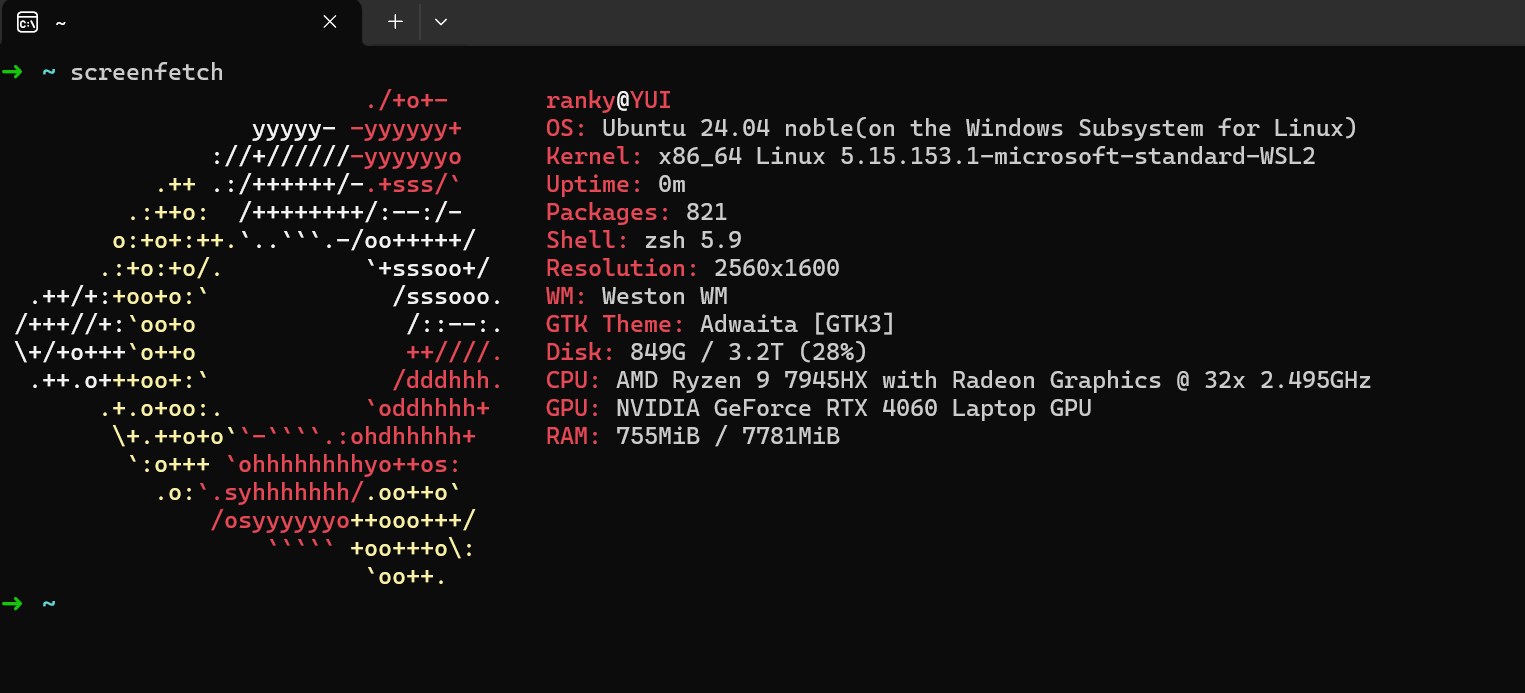 ~
➜ ~ screenfetch
./+o+- ranky@YUI
yyyyy- -yyyyyy+ OS: Ubuntu 24.04 noble(on the Windows Subsystem for Linux)
://+//////-yyyyyyo Kernel: x86_64 Linux 5.15.153.1-microsoft-standard-WSL2
.++ .:/++++++/-.+sss/` Uptime: 0m
.:++o: /++++++++/:--:/- Packages: 821
o:+o+:++.`..```.-/oo+++++/ Shell: zsh 5.9
.:+o:+o/. `+sssoo+/ Resolution: 2560x1600
.++/+:+oo+o:` /sssooo. WM: Weston WM
/+++//+:`oo+o /::--:. GTK Theme: Adwaita [GTK3]
\+/+o+++`o++o ++////. Disk: 849G / 3.2T (28%)
.++.o+++oo+:` /dddhhh. CPU: AMD Ryzen 9 7945HX with Radeon Graphics @ 32x 2.495GHz
.+.o+oo:. `oddhhhh+ GPU: NVIDIA GeForce RTX 4060 Laptop GPU
\+.++o+o``-````.:ohdhhhhh+ RAM: 755MiB / 7781MiB
`:o+++ `ohhhhhhhhyo++os:
.o:`.syhhhhhhh/.oo++o`
/osyyyyyyo++ooo+++/
````` +oo+++o\:
`oo++.
➜ ~